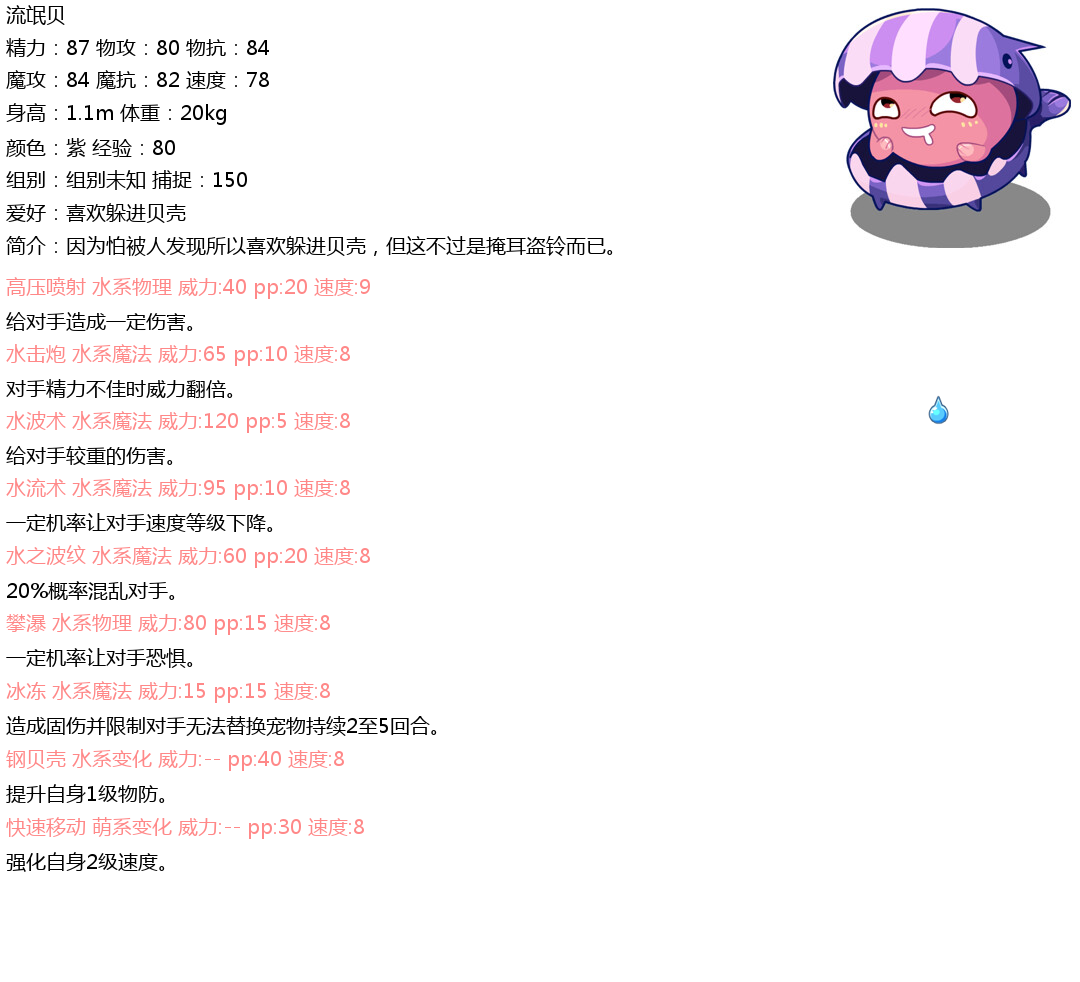 流氓贝
精力：87 物攻：80 物抗：84
魔攻：84 魔抗：82 速度：78
身高：1.1m 体重：20kg
颜色：紫 经验：80
组别：组别未知 捕捉：150
爱好：喜欢躲进贝壳
简介：因为怕被人发现所以喜欢躲进贝壳，但这不过是掩耳盗铃而已。
高压喷射 水系物理 威力:40 pp:20 速度:9
给对手造成一定伤害。
水击炮 水系魔法 威力:65 pp:10 速度:8
对手精力不佳时威力翻倍。
水波术 水系魔法 威力:120 pp:5 速度:8
给对手较重的伤害。
水流术 水系魔法 威力:95 pp:10 速度:8
一定机率让对手速度等级下降。
水之波纹 水系魔法 威力:60 pp:20 速度:8
20%概率混乱对手。
攀瀑 水系物理 威力:80 pp:15 速度:8
一定机率让对手恐惧。
冰冻 水系魔法 威力:15 pp:15 速度:8
造成固伤并限制对手无法替换宠物持续2至5回合。
钢贝壳 水系变化 威力:-- pp:40 速度:8
提升自身1级物防。
快速移动 萌系变化 威力:-- pp:30 速度:8
强化自身2级速度。